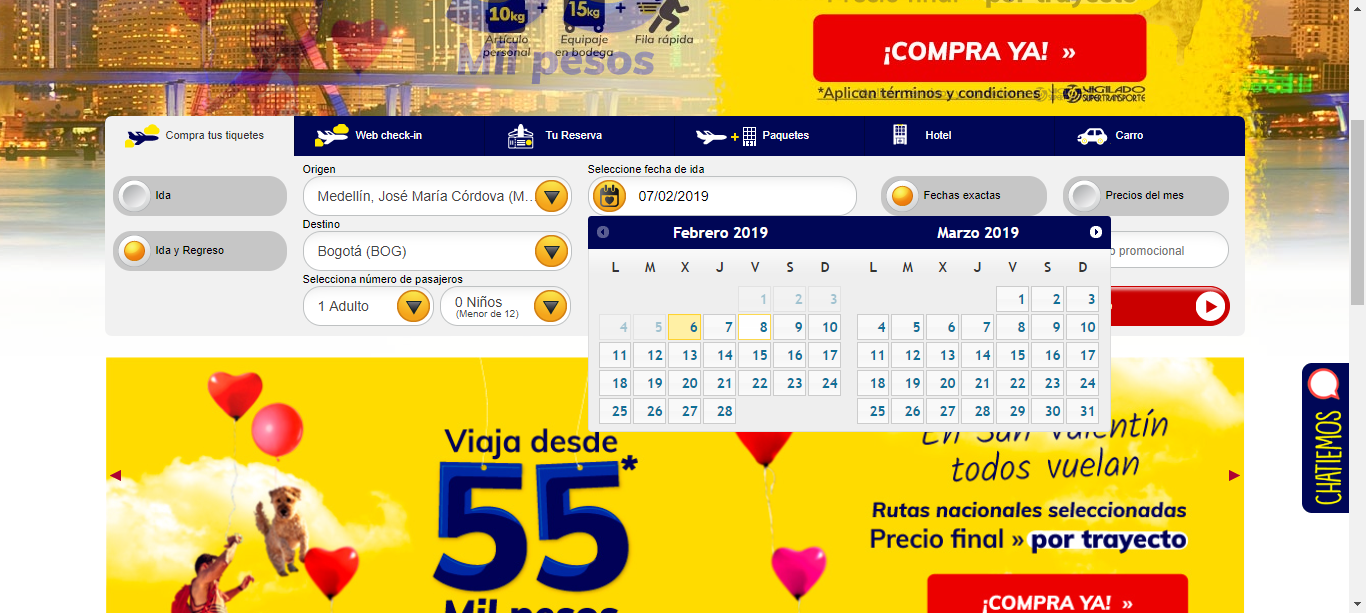 Precio final » por trayecto
10kg + 15kg +
Artículo personal
Equipaje en bodega
Fila rápida
Mil pesos
¡COMPRA YA! »
*Aplican términos y condiciones
VIGILADO
SUPERTRANSPORTE
Compra tus tiquetes
Web check-in
Tu Reserva
Paquetes
Hotel
Carro
Ida
Ida y Regreso
Origen
Medellín, José María Córdova (M...
Destino
Bogotá (BOG)
Selecciona número de pasajeros
1 Adulto
0 Niños
(Menor de 12)
Seleccione fecha de ida
07/02/2019
Fechas exactas
Precios del mes
o promocional
Febrero 2019
L M X J V S D
1 2 3
4 5 6 7 8 9 10
11 12 13 14 15 16 17
18 19 20 21 22 23 24
25 26 27 28
Marzo 2019
L M X J V S D
1 2 3
4 5 6 7 8 9 10
11 12 13 14 15 16 17
18 19 20 21 22 23 24
25 26 27 28 29 30 31
CHATIEMOS
Viaja desde
55*
Mil pesos
En San Valentín
todos vuelan
Rutas nacionales seleccionadas
Precio final » por trayecto
¡COMPRA YA! »